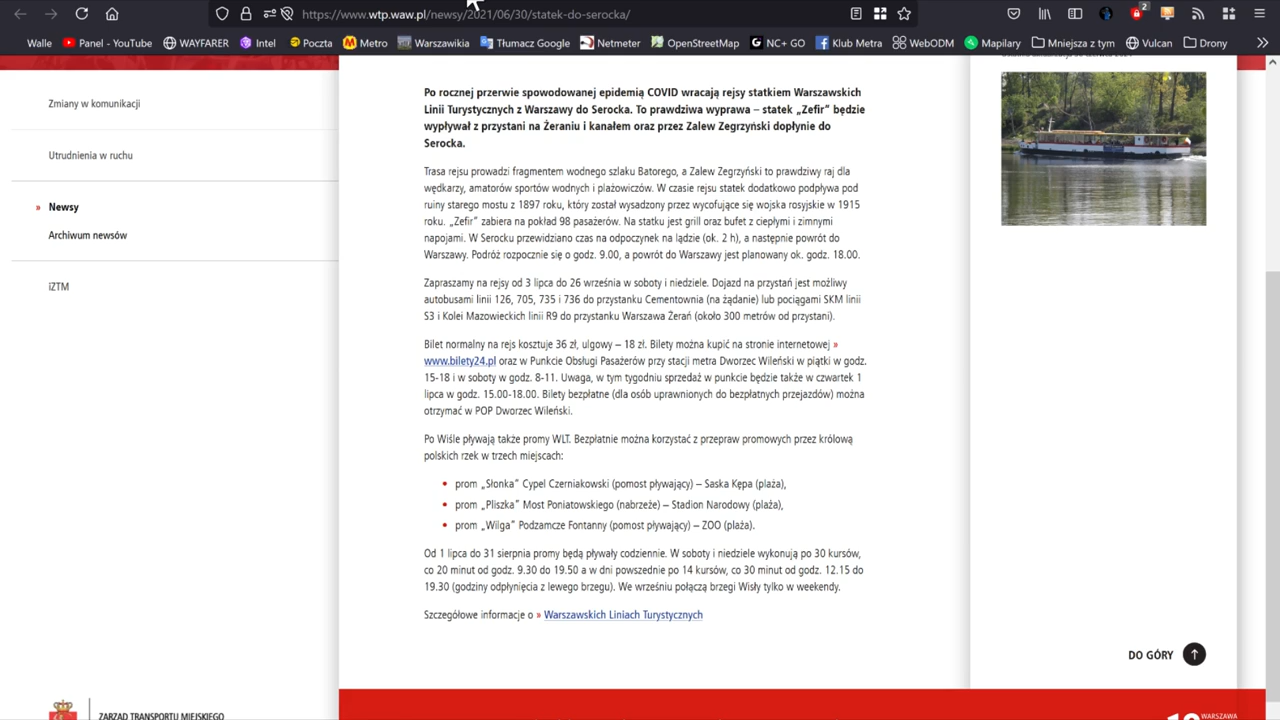 https://www.wtp.waw.pl/newsy/2021/06/30/statek-do-serocka/
2
Walle
Panel - YouTube
WAYFARER
Intel
Poczta
Metro
Warszawikia
Tłumacz Google
Netmeter
OpenStreetMap
NC+ GO
Klub Metra
WebODM
Mapilary
Mniejsza z tym
Vulcan
Drony
Zmiany w komunikacji
Utrudnienia w ruchu
» Newsy
Archiwum newsów
iZTM
Po rocznej przerwie spowodowanej epidemią COVID wracają rejsy statkiem Warszawskich
Linii Turystycznych z Warszawy do Serocka. To prawdziwa wyprawa – statek „Zefir" będzie
wypływał z przystani na Żeraniu i kanałem oraz przez Zalew Zegrzyński dopłynie do
Serocka.
Trasa rejsu prowadzi fragmentem wodnego szlaku Batorego, a Zalew Zegrzyński to prawdziwy raj dla
wędkarzy, amatorów sportów wodnych i plażowiczów. W czasie rejsu statek dodatkowo podpływa pod
ruiny starego mostu z 1897 roku, który został wysadzony przez wycofujące się wojska rosyjskie w 1915
roku. „Zefir" zabiera na pokład 98 pasażerów. Na statku jest grill oraz bufet z ciepłymi i zimnymi
napojami. W Serocku przewidziano czas na odpoczynek na lądzie (ok. 2 h), a następnie powrót do
Warszawy. Podróż rozpocznie się o godz. 9.00, a powrót do Warszawy jest planowany ok. godz. 18.00.
Zapraszamy na rejsy od 3 lipca do 26 września w soboty i niedziele. Dojazd na przystań jest możliwy
autobusami linii 126, 705, 735 i 736 do przystanku Cementownia (na żądanie) lub pociągami SKM linii
S3 i Kolei Mazowieckich linii R9 do przystanku Warszawa Żerań (około 300 metrów od przystani).
Bilet normalny na rejs kosztuje 36 zł, ulgowy – 18 zł. Bilety można kupić na stronie internetowej »
www.bilety24.pl oraz w Punkcie Obsługi Pasażerów przy stacji metra Dworzec Wileński w piątki w godz.
15-18 i w soboty w godz. 8-11. Uwaga, w tym tygodniu sprzedaż w punkcie będzie także w czwartek 1
lipca w godz. 15.00-18.00. Bilety bezpłatne (dla osób uprawnionych do bezpłatnych przejazdów) można
otrzymać w POP Dworzec Wileński.
Po Wiśle pływają także promy WLT. Bezpłatnie można korzystać z przepraw promowych przez królową
polskich rzek w trzech miejscach:
• prom „Słonka" Cypel Czerniakowski (pomost pływający) – Saska Kępa (plaża),
• prom „Pliszka" Most Poniatowskiego (nabrzeże) – Stadion Narodowy (plaża),
• prom „Wilga" Podzamcze Fontanny (pomost pływający) – ZOO (plaża).
Od 1 lipca do 31 sierpnia promy będą pływały codziennie. W soboty i niedziele wykonują po 30 kursów,
co 20 minut od godz. 9.30 do 19.50 a w dni powszednie po 14 kursów, co 30 minut od godz. 12.15 do
19.30 (godziny odpłynięcia z lewego brzegu). We wrześniu połączą brzegi Wisły tylko w weekendy.
Szczegółowe informacje o » Warszawskich Liniach Turystycznych
DO GÓRY
ZARZĄD TRANSPORTU MIEJSKIEGO
WARSZAWA